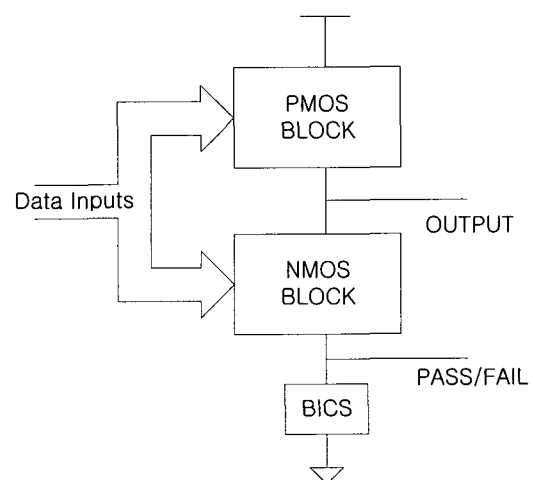 PMOS
BLOCK
Data Inputs
OUTPUT
NMOS
BLOCK
PASS/FAIL
BICS